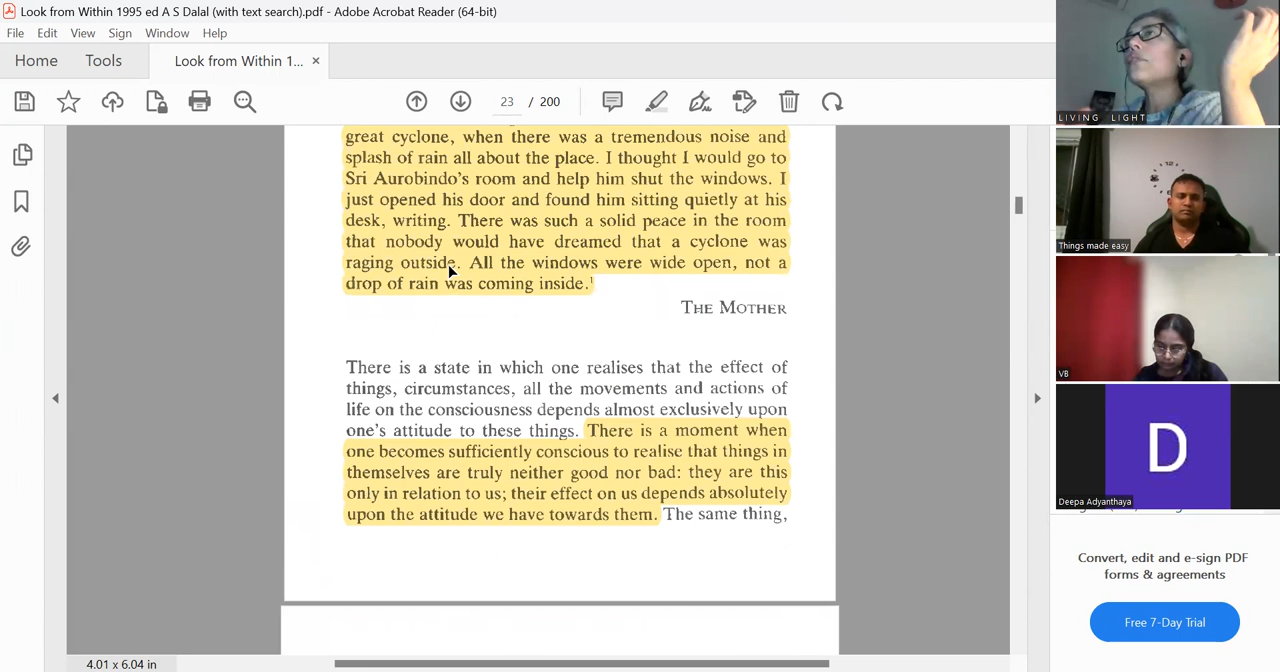 Look from Within 1995 ed A S Dalal (with text search).pdf - Adobe Acrobat Reader (64-bit)
File Edit View Sign Window Help
Home Tools Look from Within 1... ×
23 / 200
great cyclone, when there was a tremendous noise and
splash of rain all about the place. I thought I would go to
Sri Aurobindo's room and help him shut the windows. I
just opened his door and found him sitting quietly at his
desk, writing. There was such a solid peace in the room
that nobody would have dreamed that a cyclone was
raging outside. All the windows were wide open, not a
drop of rain was coming inside.¹
THE MOTHER
There is a state in which one realises that the effect of
things, circumstances, all the movements and actions of
life on the consciousness depends almost exclusively upon
one's attitude to these things. There is a moment when
one becomes sufficiently conscious to realise that things in
themselves are truly neither good nor bad: they are this
only in relation to us; their effect on us depends absolutely
upon the attitude we have towards them. The same thing,
4.01 x 6.04 in
LIVING LIGHT
Things made easy
VB
D
Deepa Adyanthaya
Convert, edit and e-sign PDF
forms & agreements
Free 7-Day Trial